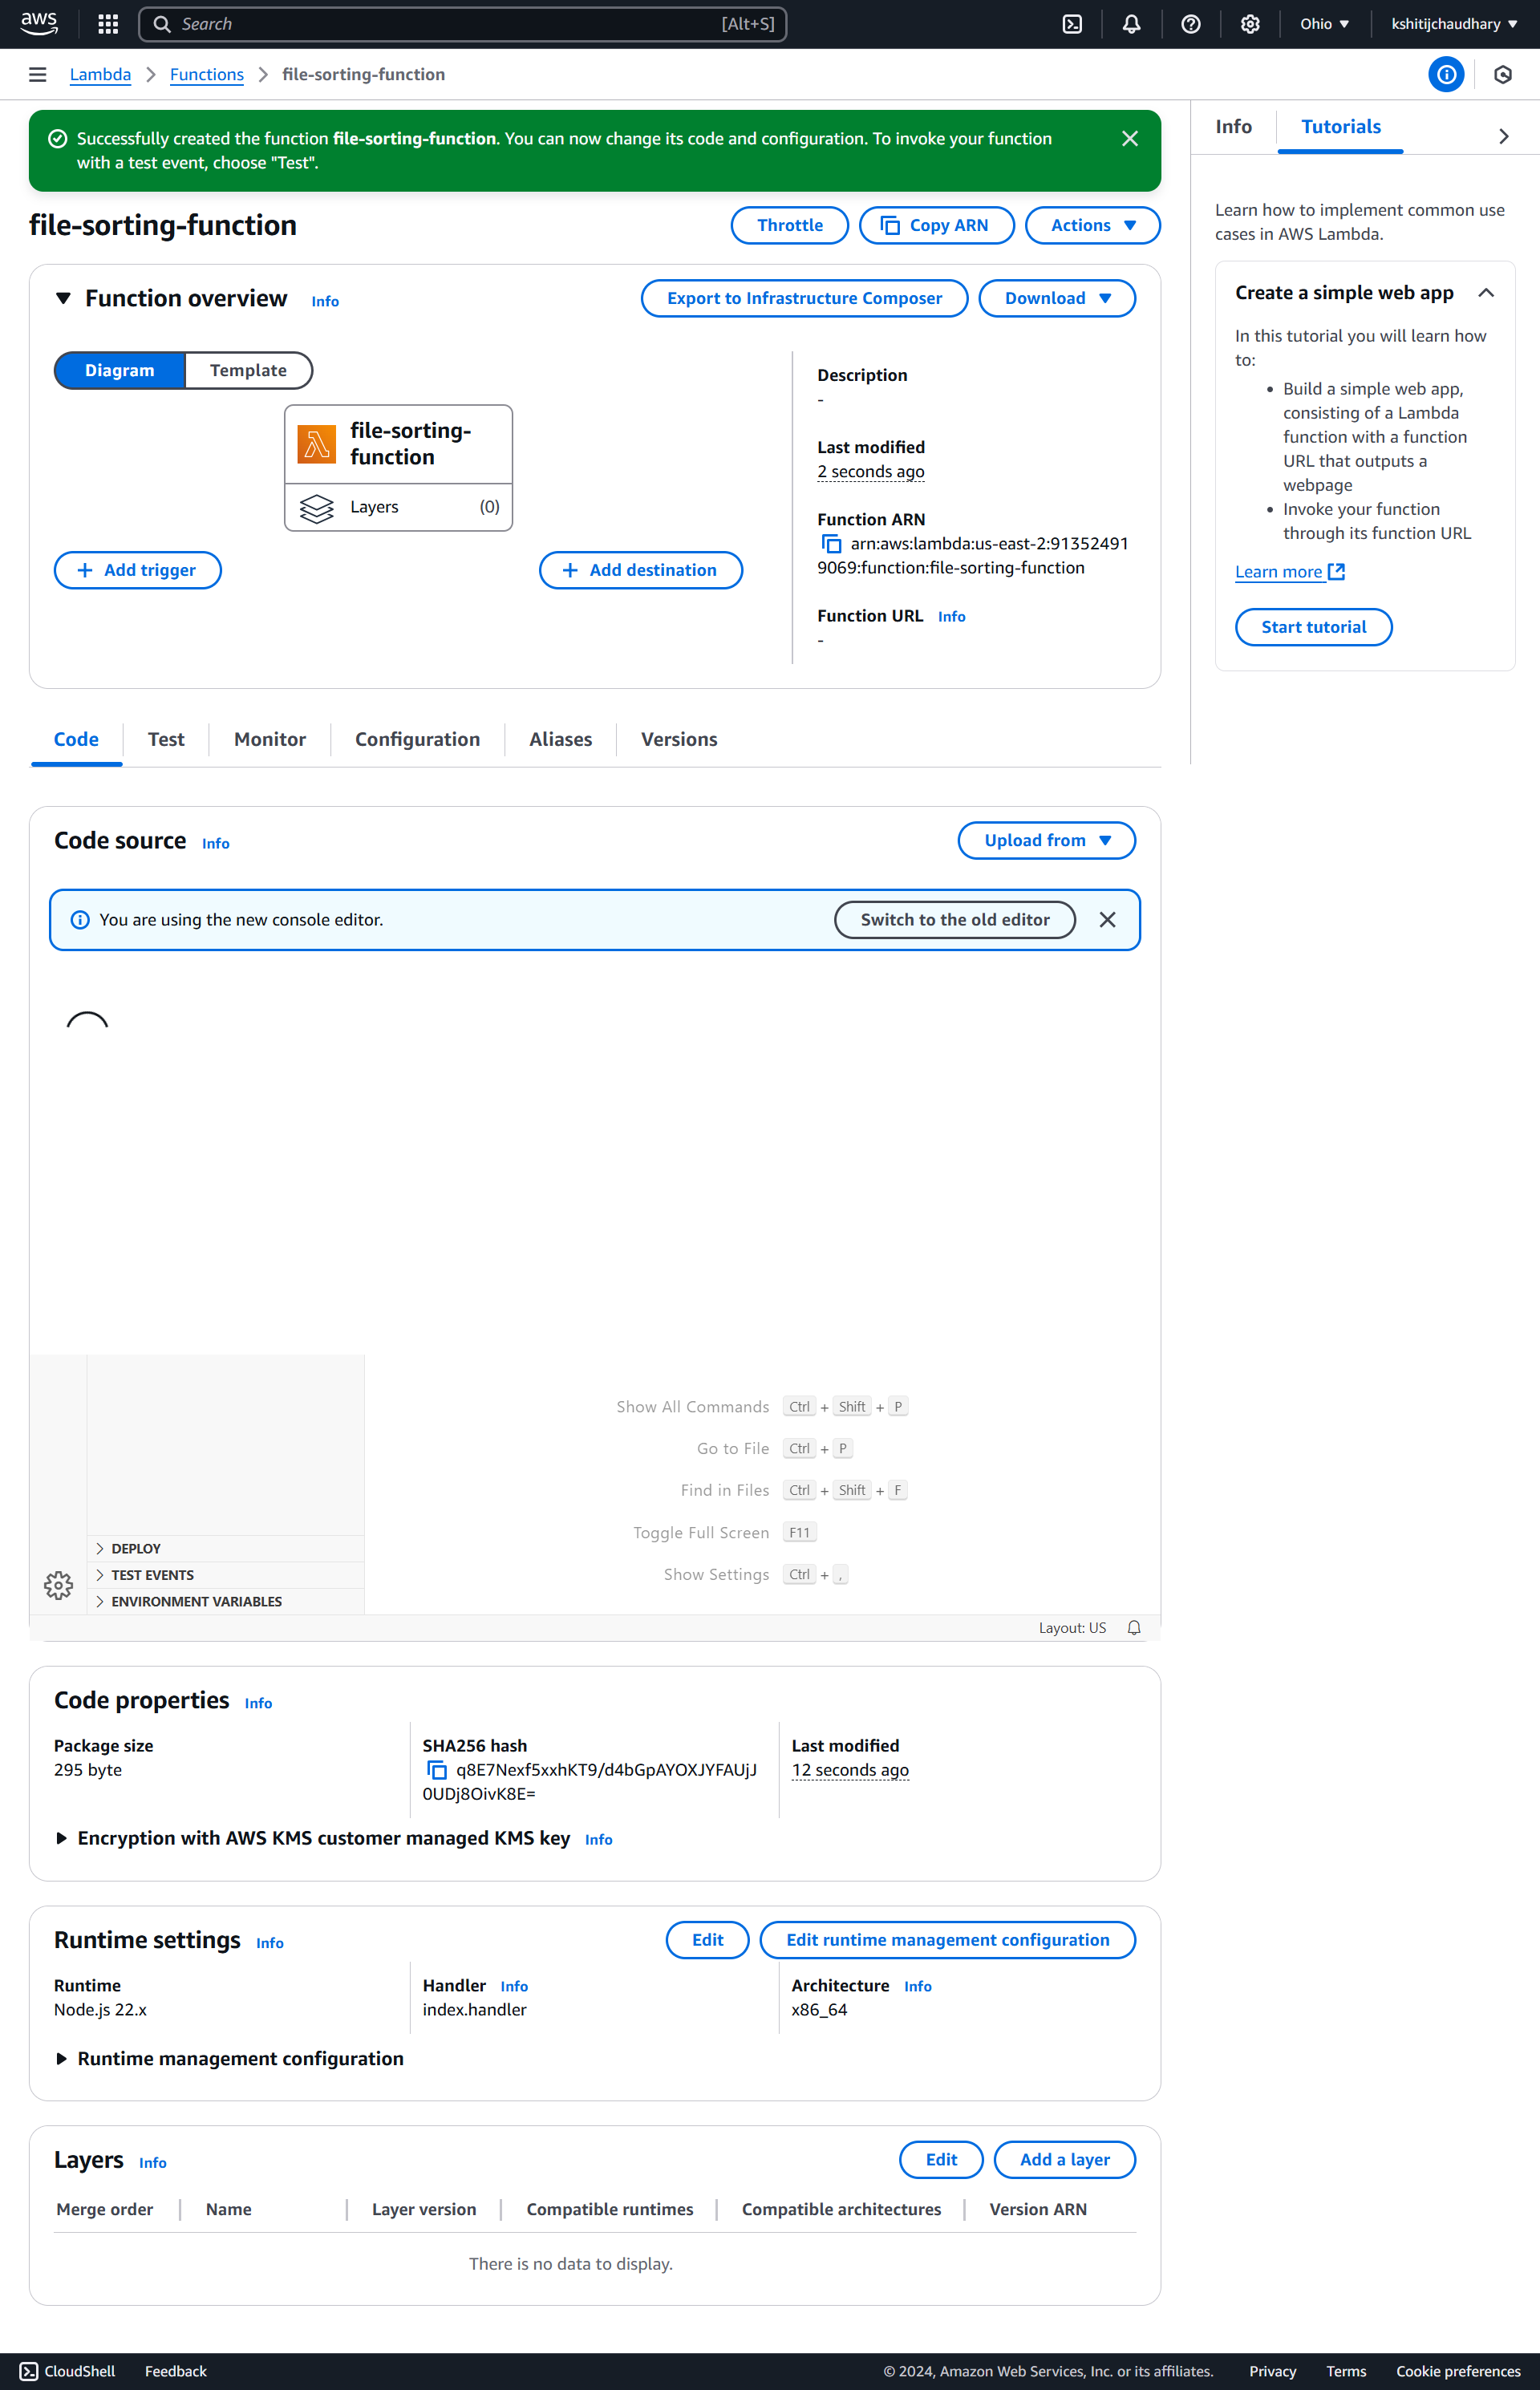 aws
Search
[Alt+S]
Ohio
kshitijchaudhary
Lambda
Functions
file-sorting-function
Successfully created the function file-sorting-function. You can now change its code and configuration. To invoke your function
with a test event, choose "Test".
file-sorting-function
Throttle
Copy ARN
Actions
Function overview
Info
Export to Infrastructure Composer
Download
Diagram
Template
file-sorting-
function
Layers
(0)
Add trigger
Add destination
Description
-
Last modified
2 seconds ago
Function ARN
arn:aws:lambda:us-east-2:91352491
9069:function:file-sorting-function
Function URL Info
-
Info
Tutorials
Learn how to implement common use
cases in AWS Lambda.
Create a simple web app
In this tutorial you will learn how
to:
• Build a simple web app,
consisting of a Lambda
function with a function
URL that outputs a
webpage
• Invoke your function
through its function URL
Learn more
Start tutorial
Code
Test
Monitor
Configuration
Aliases
Versions
Code source Info
Upload from
You are using the new console editor.
Switch to the old editor
Show All Commands Ctrl + Shift + P
Go to File Ctrl + P
Find in Files Ctrl + Shift + F
Toggle Full Screen F11
Show Settings Ctrl + ,
DEPLOY
TEST EVENTS
ENVIRONMENT VARIABLES
Layout: US
Code properties Info
Package size
295 byte
SHA256 hash
q8E7Nexf5xxhKT9/d4bGpAYOXJYFAUjJ
0UDj8OivK8E=
Last modified
12 seconds ago
Encryption with AWS KMS customer managed KMS key Info
Runtime settings Info
Edit
Edit runtime management configuration
Runtime
Node.js 22.x
Handler Info
index.handler
Architecture Info
x86_64
Runtime management configuration
Layers Info
Edit
Add a layer
Merge order
Name
Layer version
Compatible runtimes
Compatible architectures
Version ARN
There is no data to display.
CloudShell
Feedback
© 2024, Amazon Web Services, Inc. or its affiliates.
Privacy
Terms
Cookie preferences